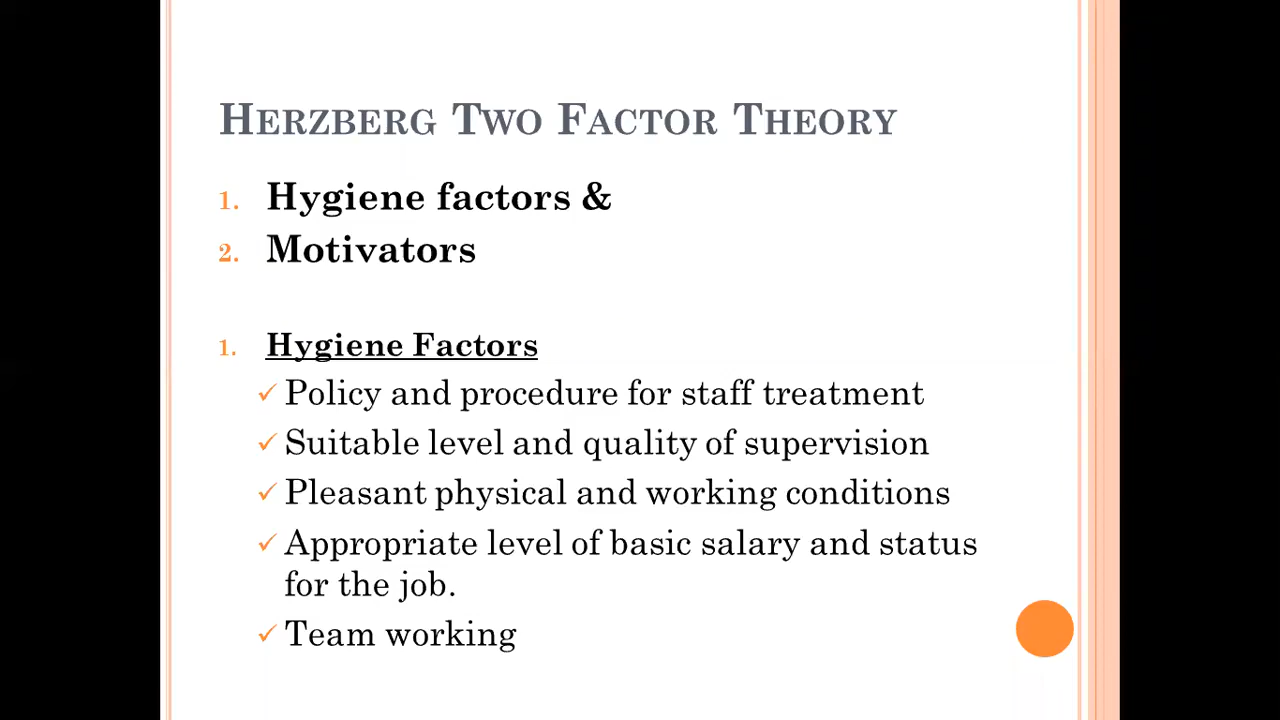 HERZBERG TWO FACTOR THEORY
1. Hygiene factors &
2. Motivators
1. Hygiene Factors
✓ Policy and procedure for staff treatment
✓ Suitable level and quality of supervision
✓ Pleasant physical and working conditions
✓ Appropriate level of basic salary and status
for the job.
✓ Team working